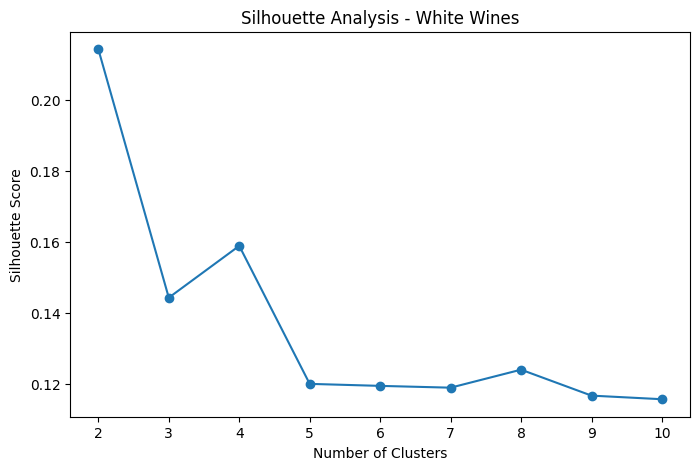 Silhouette Analysis - White Wines
Silhouette Score
0.20
0.18
0.16
0.14
0.12
2 3 4 5 6 7 8 9 10
Number of Clusters